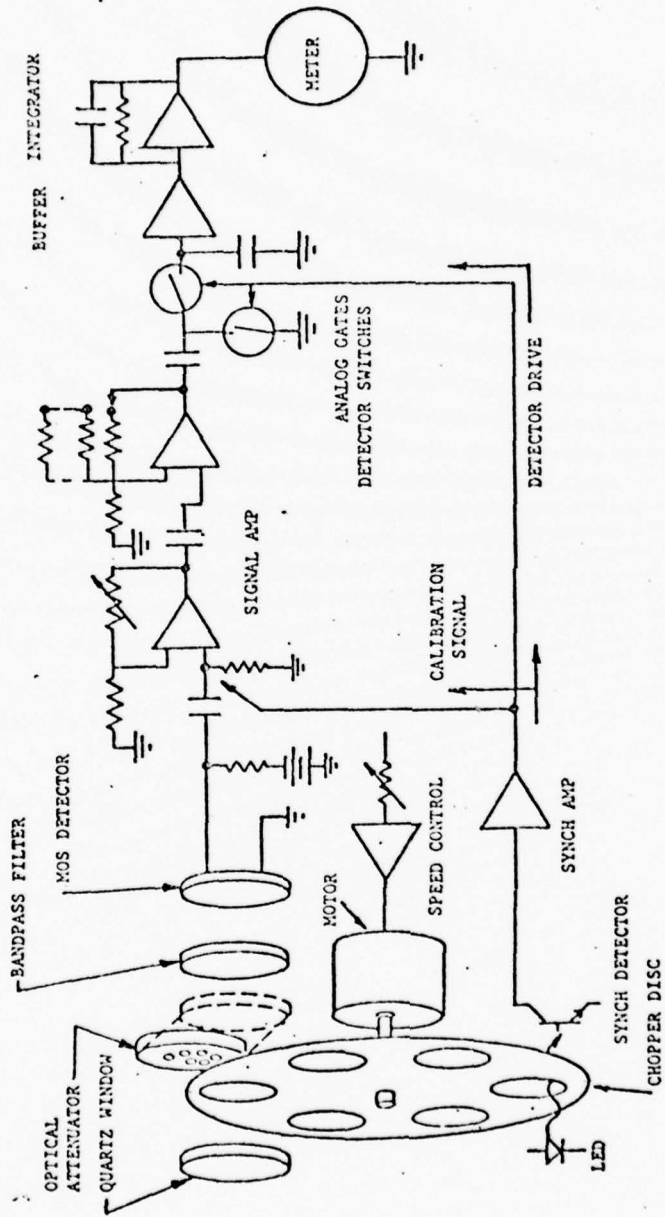 OPTICAL
ATTENUATOR
QUARTZ WINDOW
BANDPASS FILTER
MOS DETECTOR
SIGNAL AMP
BUFFER INTEGRATOR
METER
ANALOG GATES
DETECTOR SWITCHES
MOTOR
SPEED CONTROL
CALIBRATION
SIGNAL
DETECTOR DRIVE
SYNCH AMP
SYNCH DETECTOR
CHOPPER DISC
LED